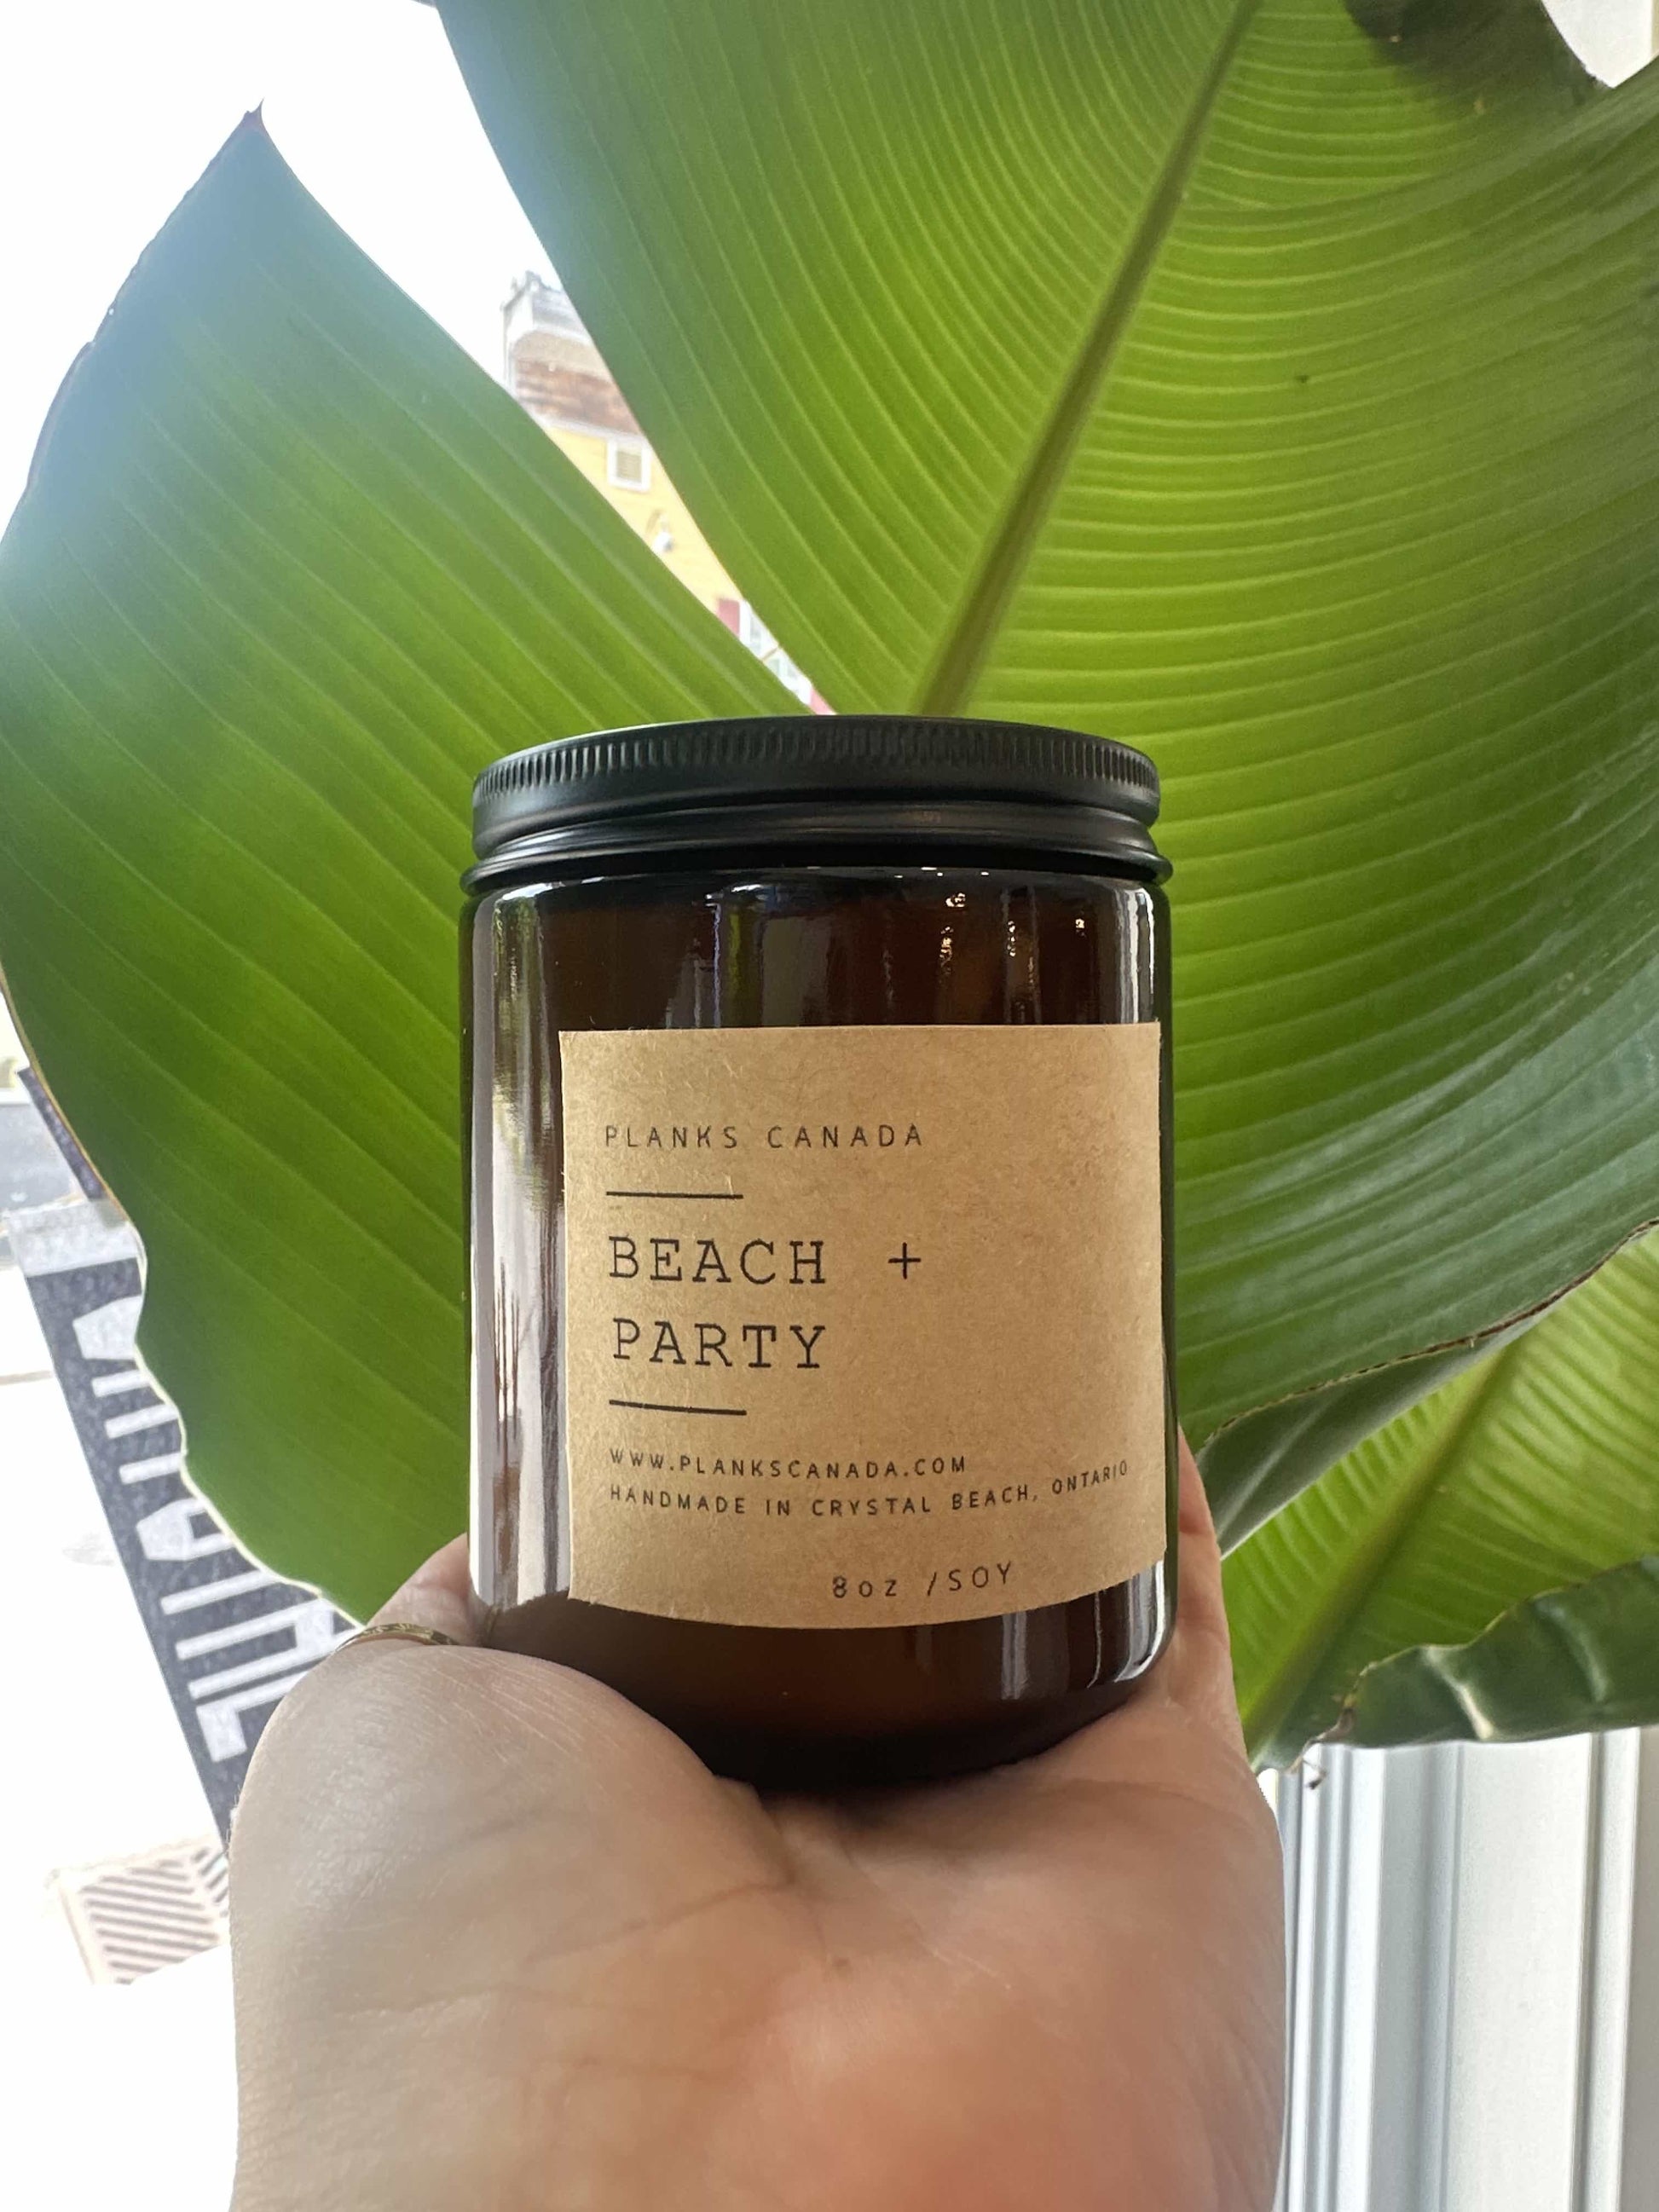 PLANKS CANADA
BEACH +
PARTY
WWW.PLANKSCANADA.COM
HANDMADE IN CRYSTAL BEACH, ONTARIO
8oz /SOY